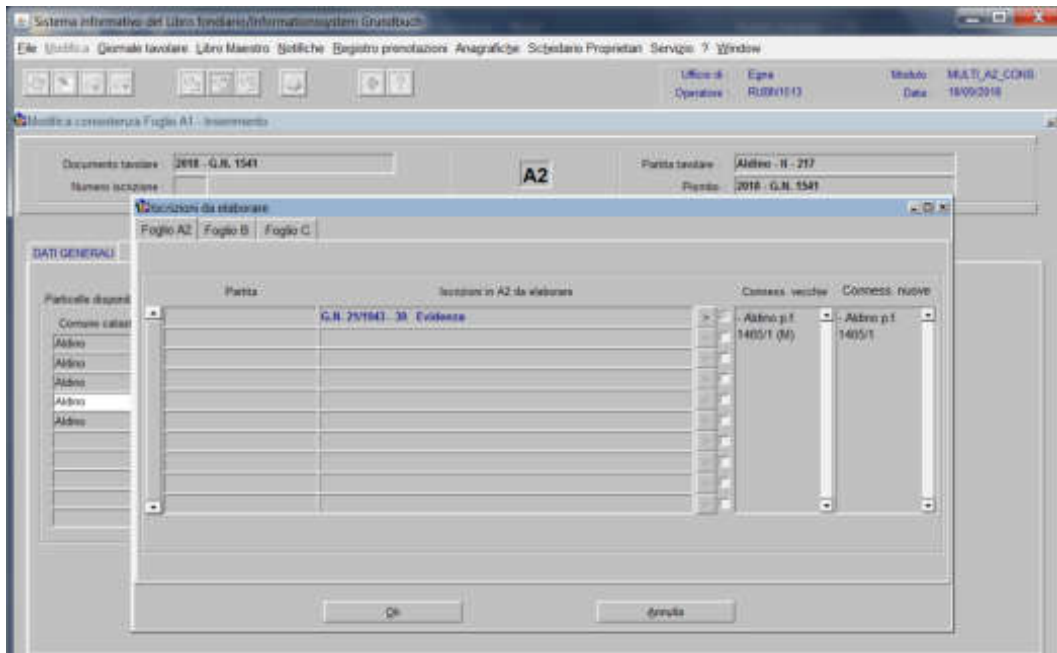 Sistema informativo del Libro fondiario/Informationssystem Grundbuch
File Modifica Giornale tavolare Libro Maestro Notifiche Registro prenotazioni Anagrafiche Schedario Proprietari Servizio ? Window
Ufficio di : Egna Modulo : MULTI_A2_CONS
Operatore : Data : 18/09/2018
Modifica consistenza Foglio A1 - Inserimento
Documento tavolare 2018 - G.N. 1541 A2 Partita tavolare Aldino - II - 217
Numero iscrizione Piombo 2018 - G.N. 1541
Iscrizioni da elaborare
Foglio A2 Foglio B Foglio C
DATI GENERALI
Partita Iscrizioni in A2 da elaborare Conness. vecchie Conness. nuove
Particelle disponib
Comune catast
G.N. 21/1943 - 30 Evidenza > - Aldino p.f. - Aldino p.f.
1465/1 (M) 1465/1
Aldino
Aldino
Aldino
Aldino
Aldino
Ok Annulla